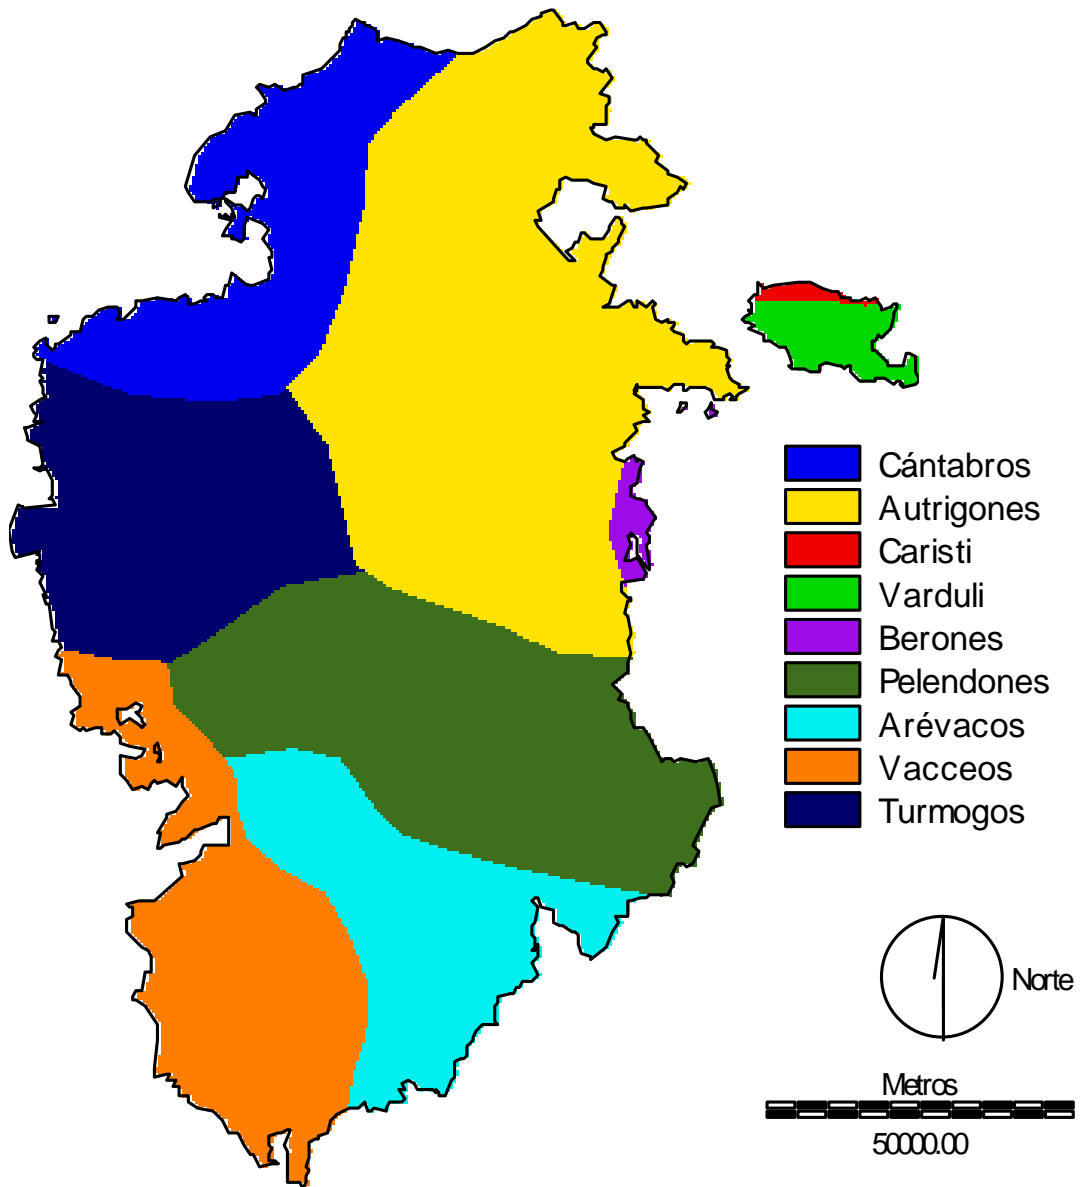 Cántabros
Autrigones
Caristi
Varduli
Berones
Pelendones
Arévacos
Vacceos
Turmogos
Norte
Metros
50000.00